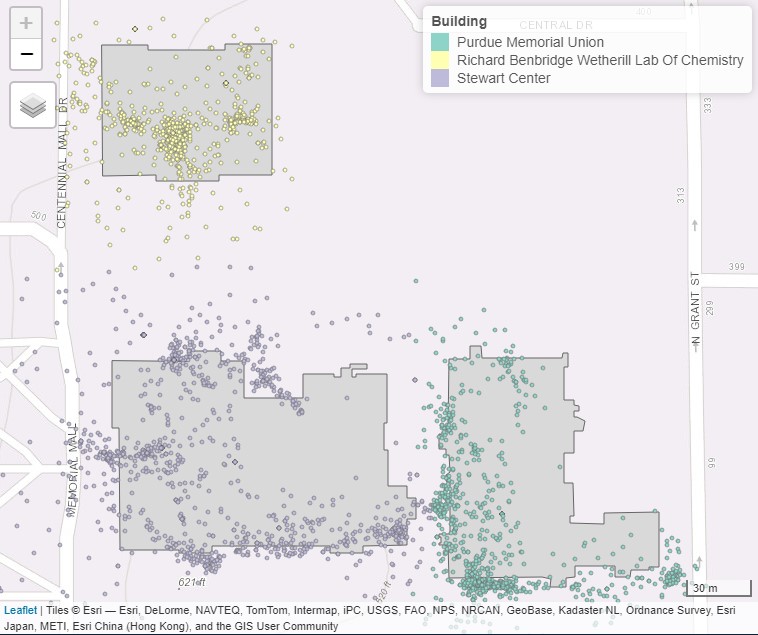 +
−
Building
Purdue Memorial Union
Richard Benbridge Wetherill Lab Of Chemistry
Stewart Center
CENTRAL DR
400
333
CENTENNIAL MALL DR
313
500
399
N GRANT ST
299
MEMORIAL MALL
99
621 ft
620 ft
30 m
Leaflet | Tiles © Esri — Esri, DeLorme, NAVTEQ, TomTom, Intermap, iPC, USGS, FAO, NPS, NRCAN, GeoBase, Kadaster NL, Ordnance Survey, Esri
Japan, METI, Esri China (Hong Kong), and the GIS User Community